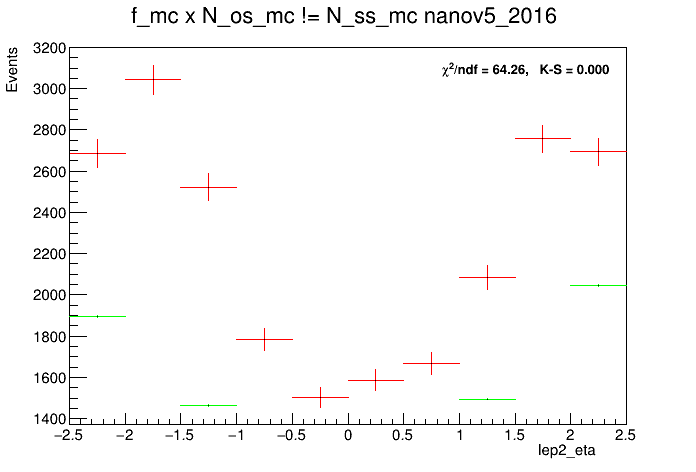 f_mc x N_os_mc != N_ss_mc nanov5_2016
Events
χ²/ndf = 64.26, K-S = 0.000
3200
3000
2800
2600
2400
2200
2000
1800
1600
1400
−2.5 −2 −1.5 −1 −0.5 0 0.5 1 1.5 2 2.5
lep2_eta